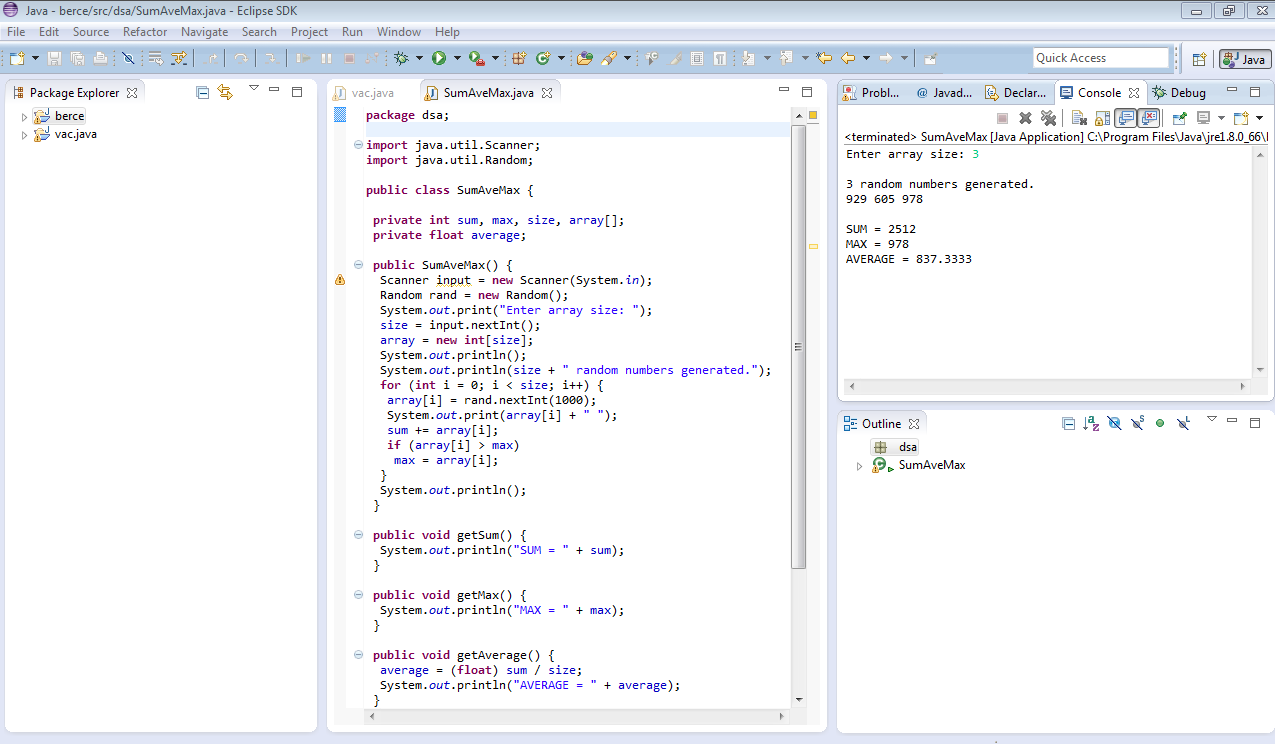 Java - berce/src/dsa/SumAveMax.java - Eclipse SDK
File Edit Source Refactor Navigate Search Project Run Window Help
Quick Access
Java
Package Explorer
berce
vac.java
vac.java
SumAveMax.java
package dsa;
import java.util.Scanner;
import java.util.Random;
public class SumAveMax {
private int sum, max, size, array[];
private float average;
public SumAveMax() {
Scanner input = new Scanner(System.in);
Random rand = new Random();
System.out.print("Enter array size: ");
size = input.nextInt();
array = new int[size];
System.out.println();
System.out.println(size + " random numbers generated.");
for (int i = 0; i < size; i++) {
array[i] = rand.nextInt(1000);
System.out.print(array[i] + " ");
sum += array[i];
if (array[i] > max)
max = array[i];
}
System.out.println();
}
public void getSum() {
System.out.println("SUM = " + sum);
}
public void getMax() {
System.out.println("MAX = " + max);
}
public void getAverage() {
average = (float) sum / size;
System.out.println("AVERAGE = " + average);
}
Probl... Javad... Declar... Console Debug
<terminated> SumAveMax [Java Application] C:\Program Files\Java\jre1.8.0_66\
Enter array size: 3
3 random numbers generated.
929 605 978
SUM = 2512
MAX = 978
AVERAGE = 837.3333
Outline
dsa
SumAveMax